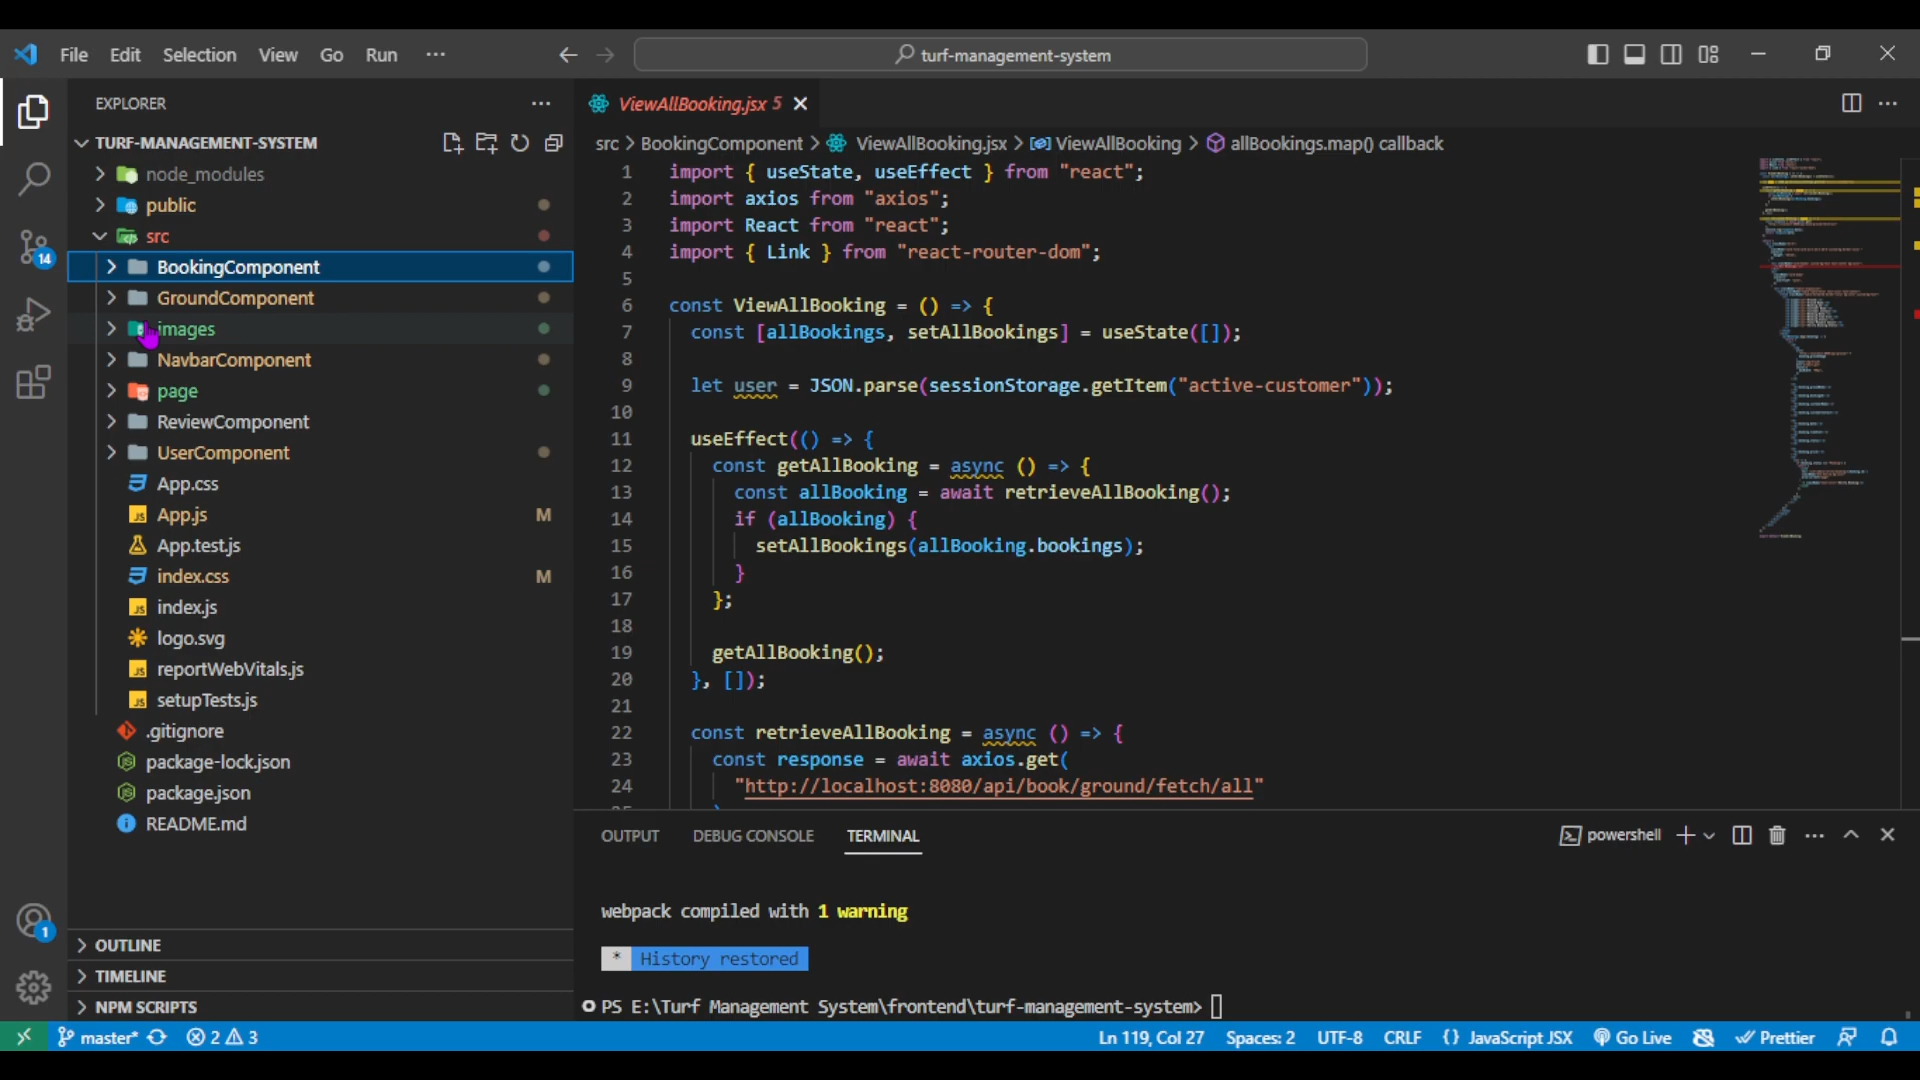 File Edit Selection View Go Run ···
turf-management-system
EXPLORER
TURF-MANAGEMENT-SYSTEM
node_modules
public
src
BookingComponent
GroundComponent
images
NavbarComponent
page
ReviewComponent
UserComponent
App.css
App.js M
App.test.js
index.css M
index.js
logo.svg
reportWebVitals.js
setupTests.js
.gitignore
package-lock.json
package.json
README.md
OUTLINE
TIMELINE
NPM SCRIPTS
14
1
ViewAllBooking.jsx 5
src > BookingComponent > ViewAllBooking.jsx > ViewAllBooking > allBookings.map() callback
1 import { useState, useEffect } from "react";
2 import axios from "axios";
3 import React from "react";
4 import { Link } from "react-router-dom";
5
6 const ViewAllBooking = () => {
7 const [allBookings, setAllBookings] = useState([]);
8
9 let user = JSON.parse(sessionStorage.getItem("active-customer"));
10
11 useEffect(() => {
12 const getAllBooking = async () => {
13 const allBooking = await retrieveAllBooking();
14 if (allBooking) {
15 setAllBookings(allBooking.bookings);
16 }
17 };
18
19 getAllBooking();
20 }, []);
21
22 const retrieveAllBooking = async () => {
23 const response = await axios.get(
24 "http://localhost:8080/api/book/ground/fetch/all"
OUTPUT DEBUG CONSOLE TERMINAL
powershell
webpack compiled with 1 warning
* History restored
PS E:\Turf Management System\frontend\turf-management-system>
master* 2 3
Ln 119, Col 27 Spaces: 2 UTF-8 CRLF {} JavaScript JSX Go Live Prettier